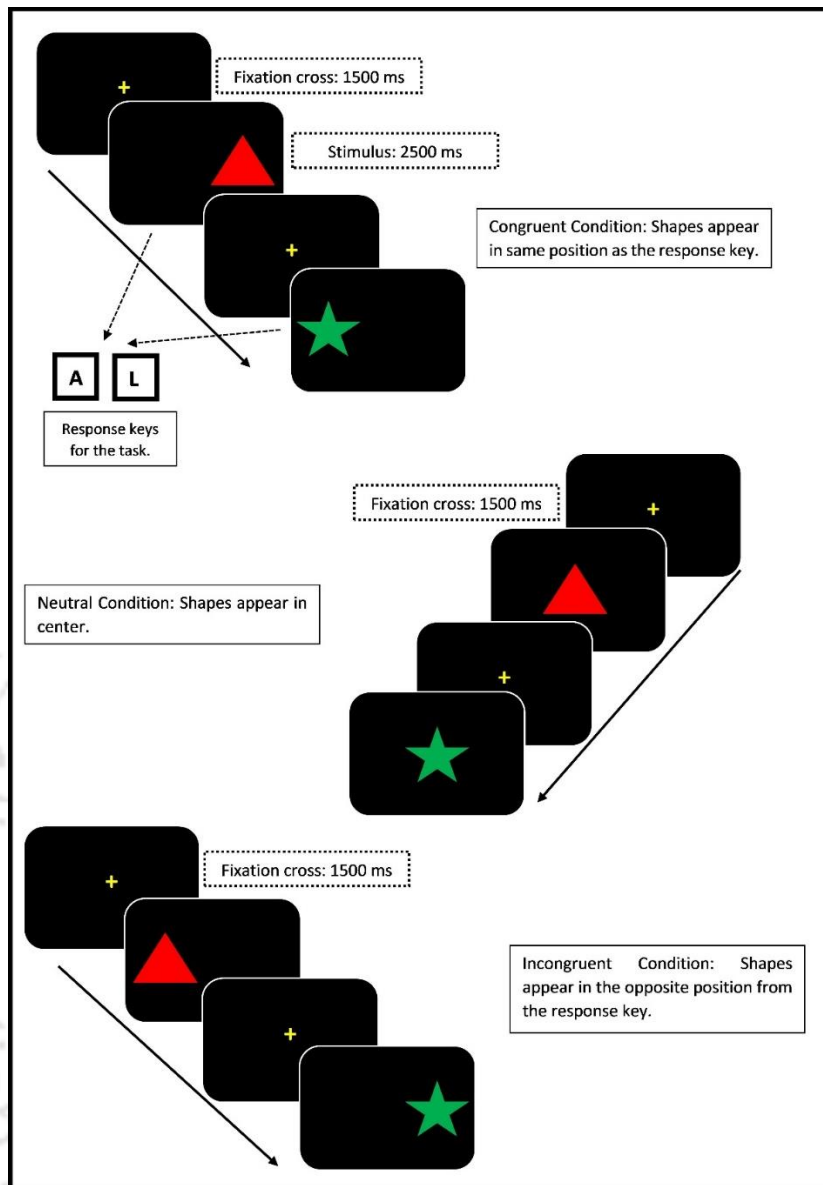 Fixation cross: 1500 ms
Stimulus: 2500 ms
Congruent Condition: Shapes appear
in same position as the response key.
A L
Response keys
for the task.
Fixation cross: 1500 ms
Neutral Condition: Shapes appear in
center.
Fixation cross: 1500 ms
Incongruent Condition: Shapes
appear in the opposite position from
the response key.